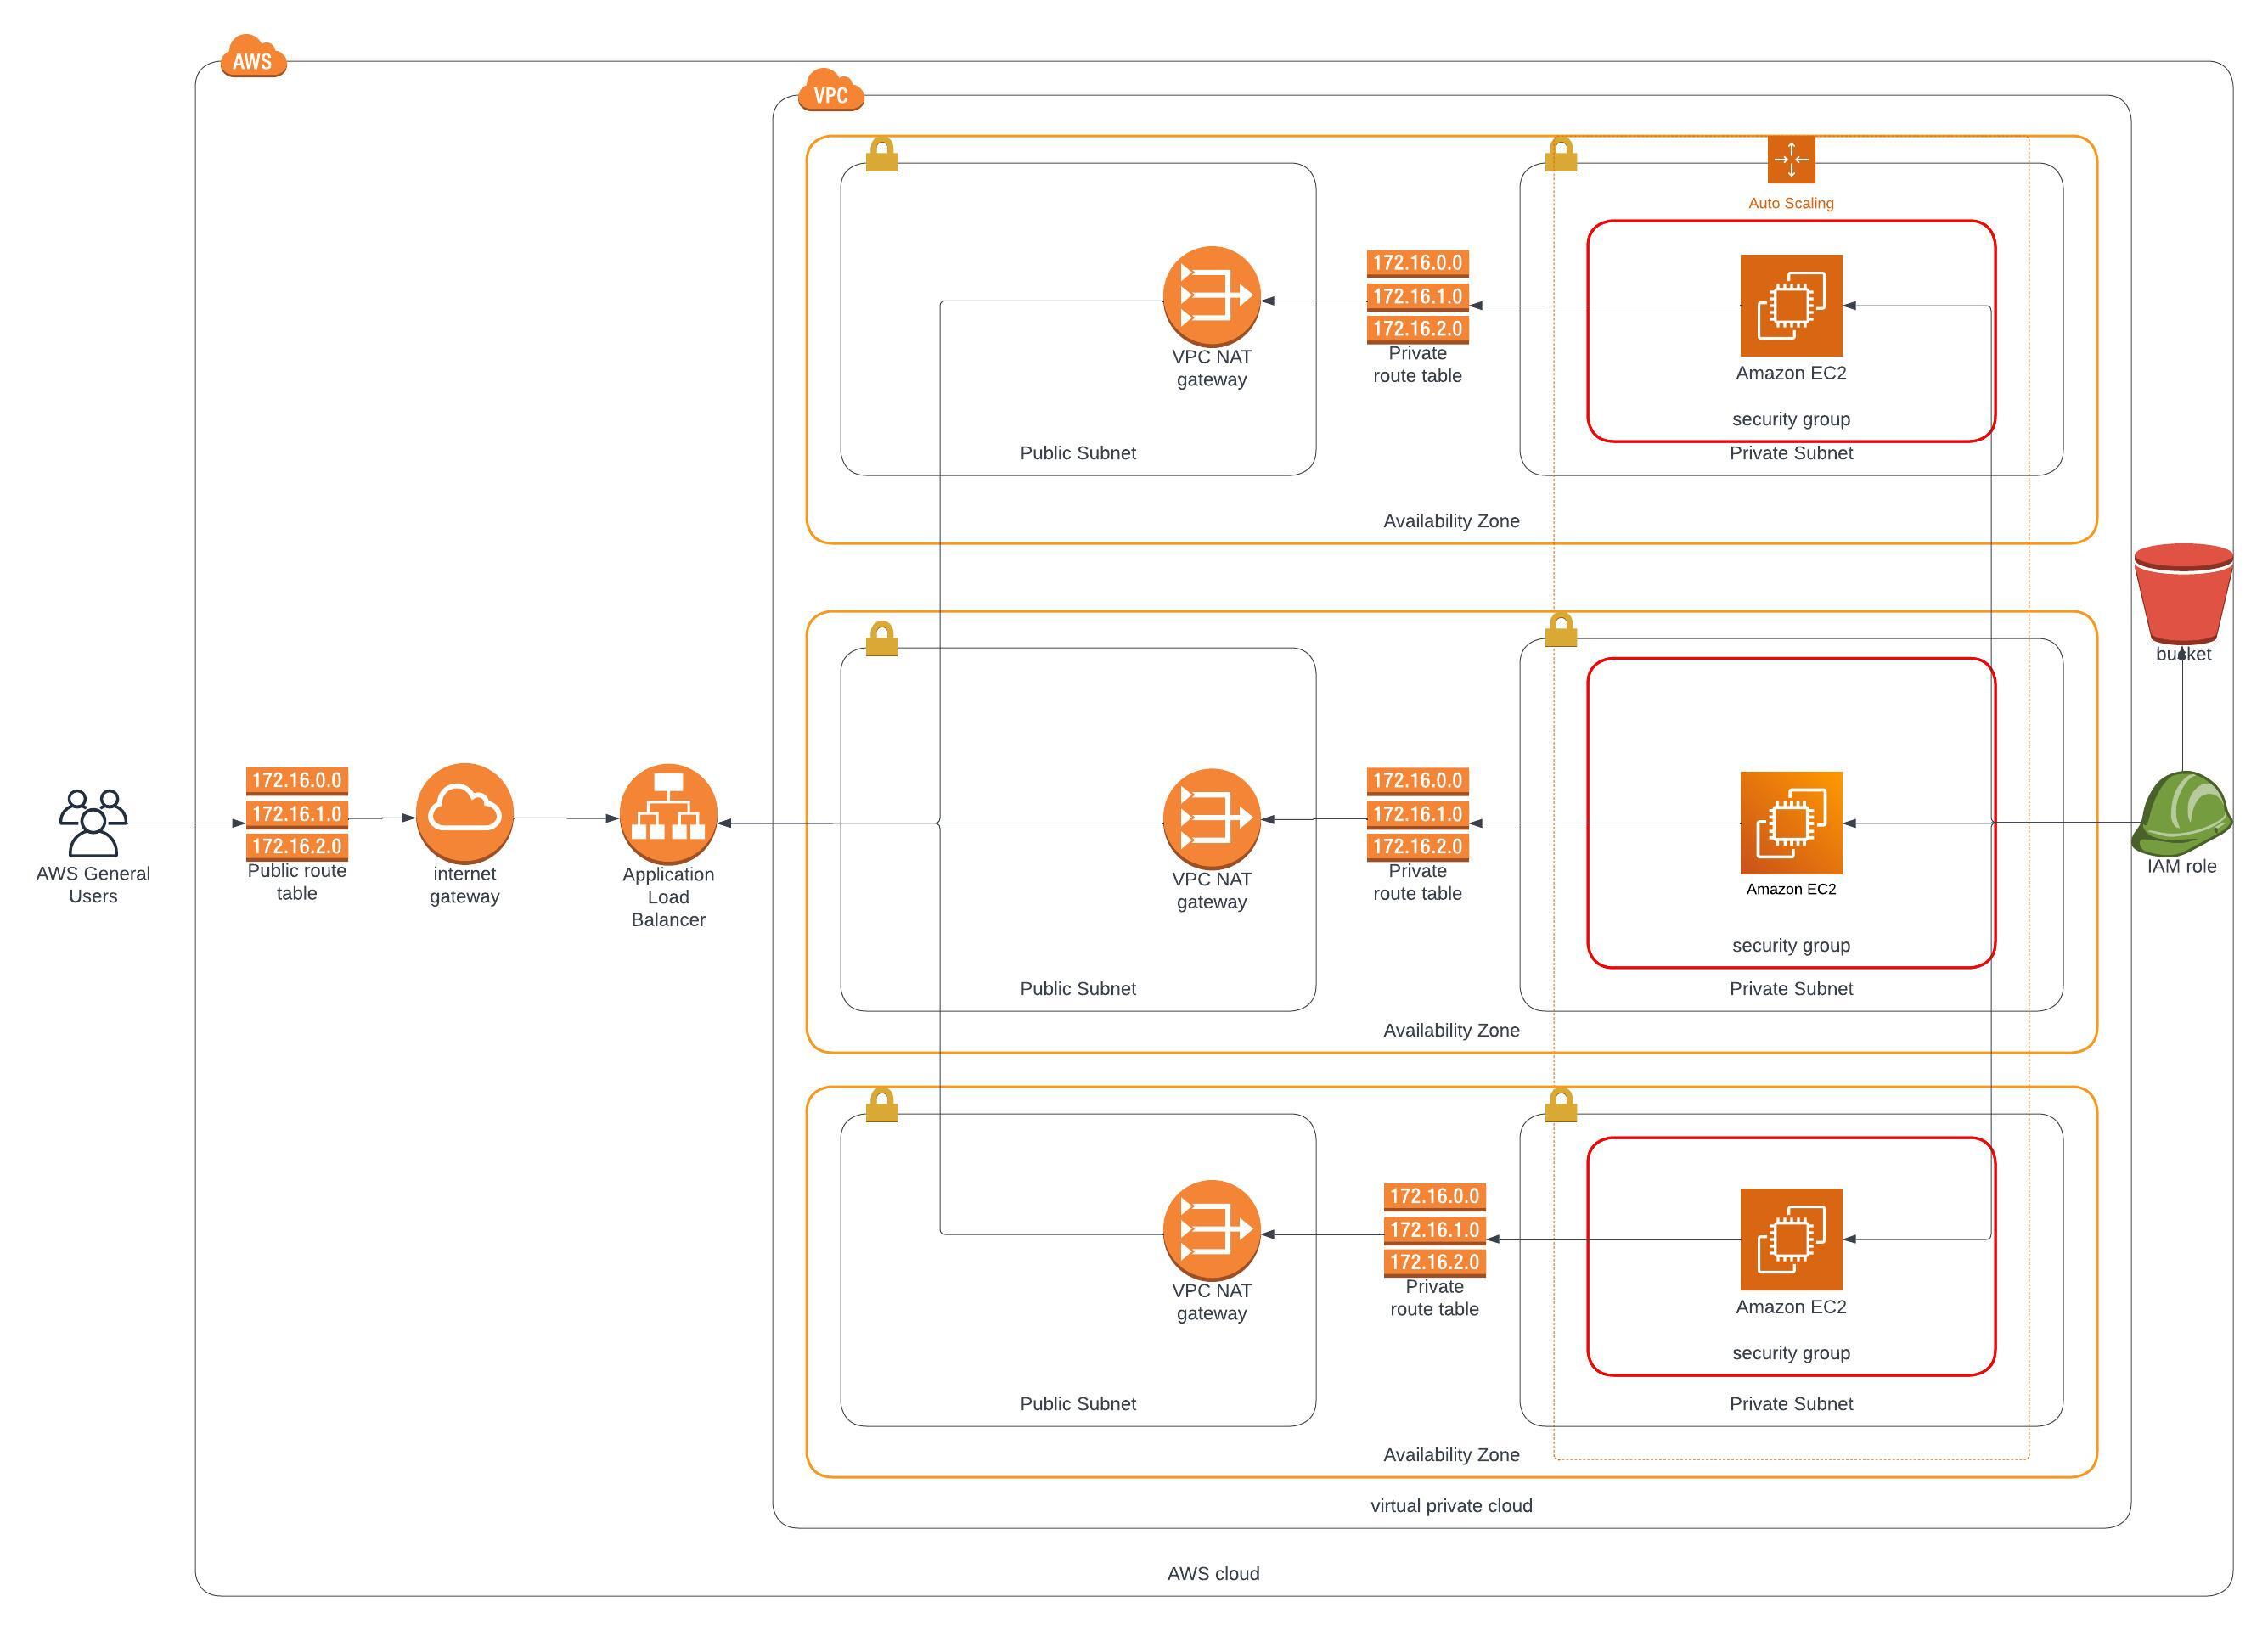 AWS
VPC
Auto Scaling
172.16.0.0
172.16.1.0
172.16.2.0
VPC NAT
gateway
Private
route table
Amazon EC2
security group
Public Subnet
Private Subnet
Availability Zone
bucket
172.16.0.0
172.16.1.0
172.16.2.0
AWS General
Users
Public route
table
internet
gateway
Application
Load
Balancer
VPC NAT
gateway
172.16.0.0
172.16.1.0
172.16.2.0
Private
route table
Amazon EC2
IAM role
security group
Public Subnet
Private Subnet
Availability Zone
172.16.0.0
172.16.1.0
172.16.2.0
VPC NAT
gateway
Private
route table
Amazon EC2
security group
Public Subnet
Private Subnet
Availability Zone
virtual private cloud
AWS cloud